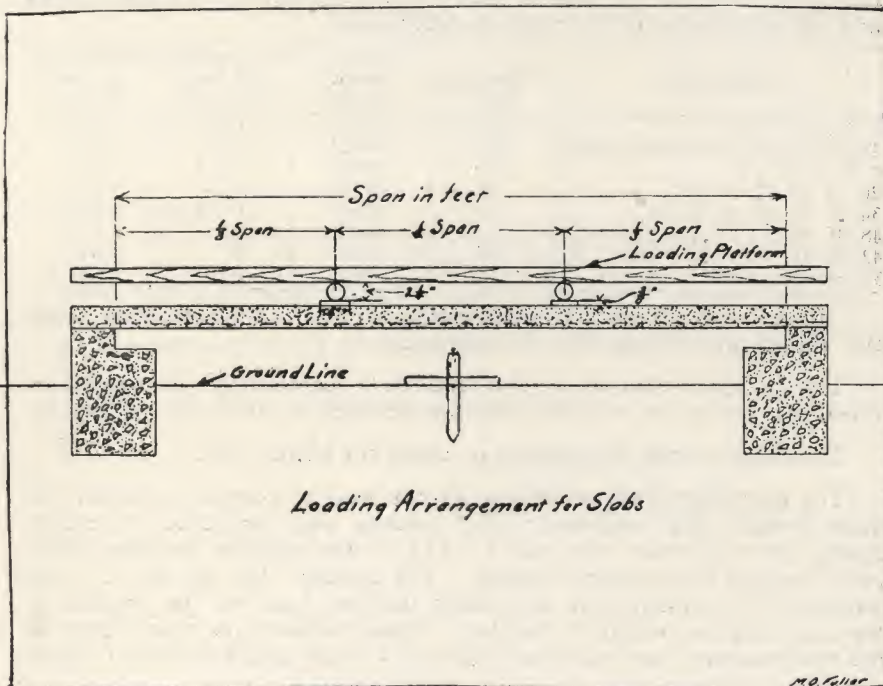 Span in feet
⅓ Span
⅓ Span
⅓ Span
Loading Platform
Ground Line
Loading Arrangement for Slabs
M.O. Fuller